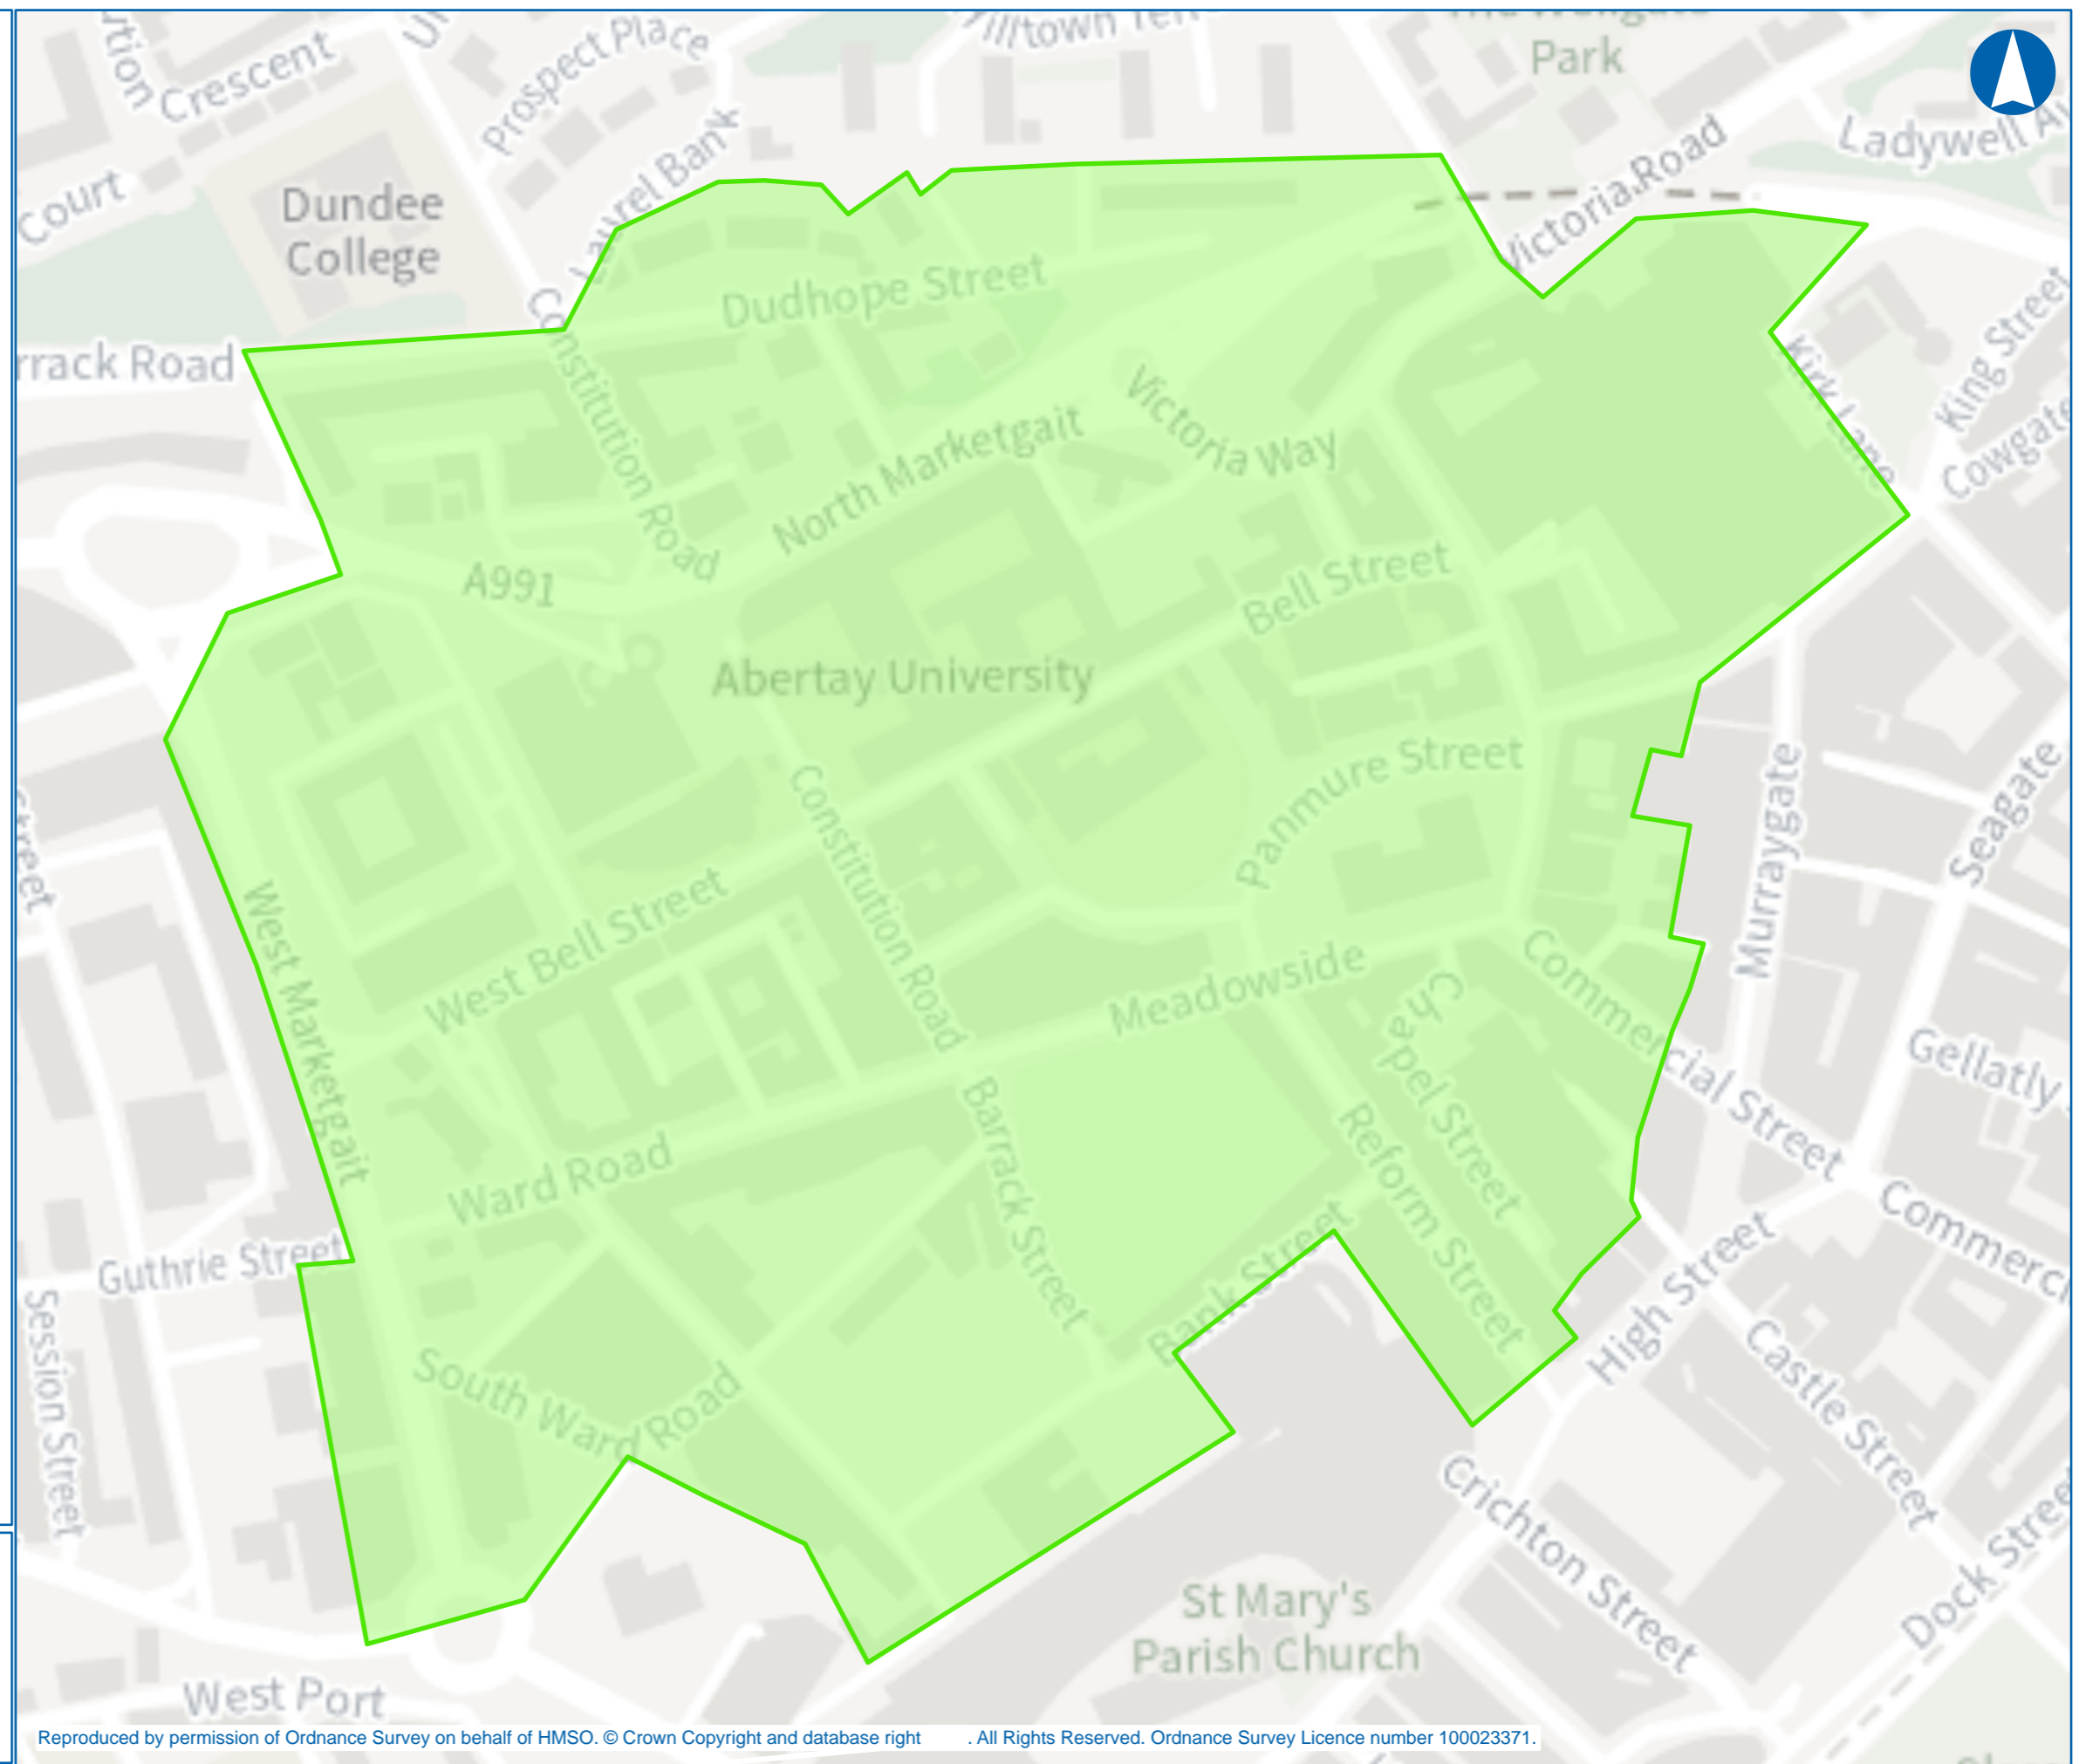 Crescent
Prospect Place
Park
Court
Dundee
College
Laurel Bank
Victoria Road
Ladywell
Dudhope Street
Constitution Road
rrack Road
King Street
Kirk Lane
Cowgate
Victoria Way
North Marketgait
A991
Bell Street
Abertay University
Panmure Street
Constitution Road
Murraygate
Seagate
Street
West Marketgait
West Bell Street
Meadowside
Chapel Street
Commercial Street
Gellatly
Barrack Street
Reform Street
Ward Road
Guthrie Street
Bank Street
High Street
Session Street
South Ward Road
Castle Street
Crichton Street
Dock Street
St Mary's
Parish Church
West Port
Reproduced by permission of Ordnance Survey on behalf of HMSO. © Crown Copyright and database right . All Rights Reserved. Ordnance Survey Licence number 100023371.